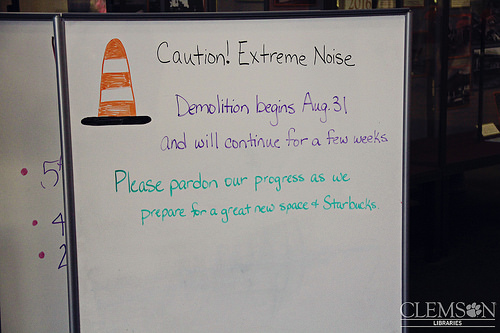 Caution! Extreme Noise
Demolition begins Aug. 31
and will continue for a few weeks
Please pardon our progress as we
prepare for a great new space + Starbucks.
5th
4
2
2016
CLEMSON
LIBRARIES